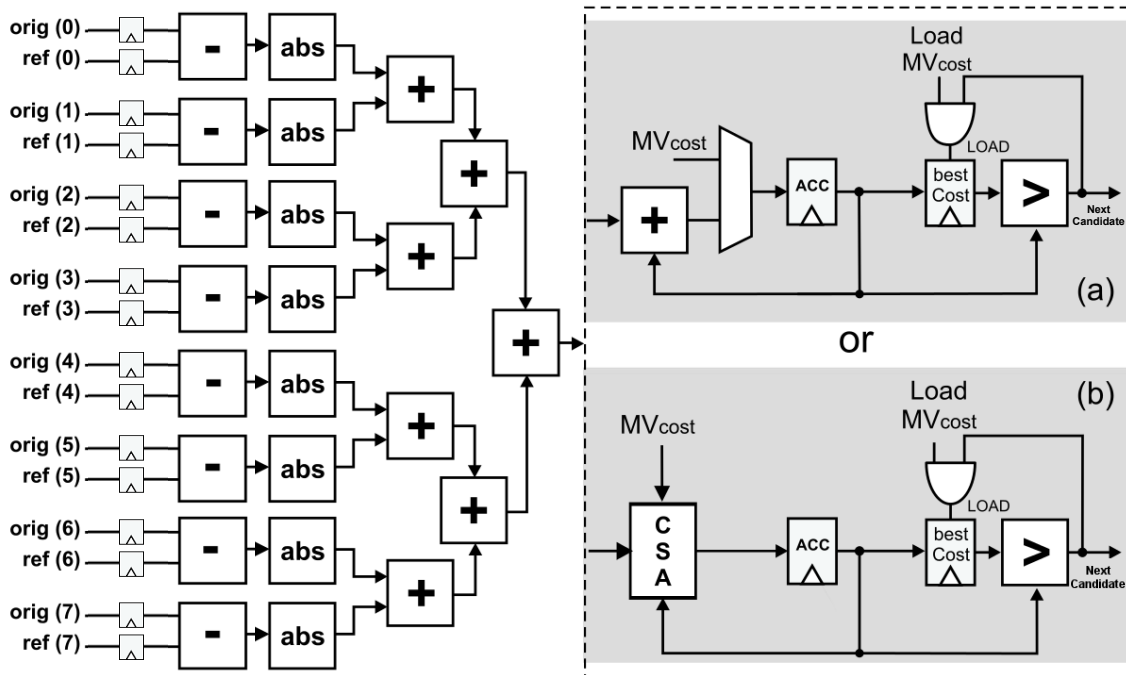 orig (0)
ref (0)
orig (1)
ref (1)
orig (2)
ref (2)
orig (3)
ref (3)
orig (4)
ref (4)
orig (5)
ref (5)
orig (6)
ref (6)
orig (7)
ref (7)
-
abs
-
abs
-
abs
-
abs
-
abs
-
abs
-
abs
-
abs
+
+
+
+
+
+
+
Load
MVcost
MVcost
LOAD
+
ACC
best
Cost
>
Next
Candidate
(a)
or
(b)
Load
MVcost
MVcost
LOAD
C
S
A
ACC
best
Cost
>
Next
Candidate